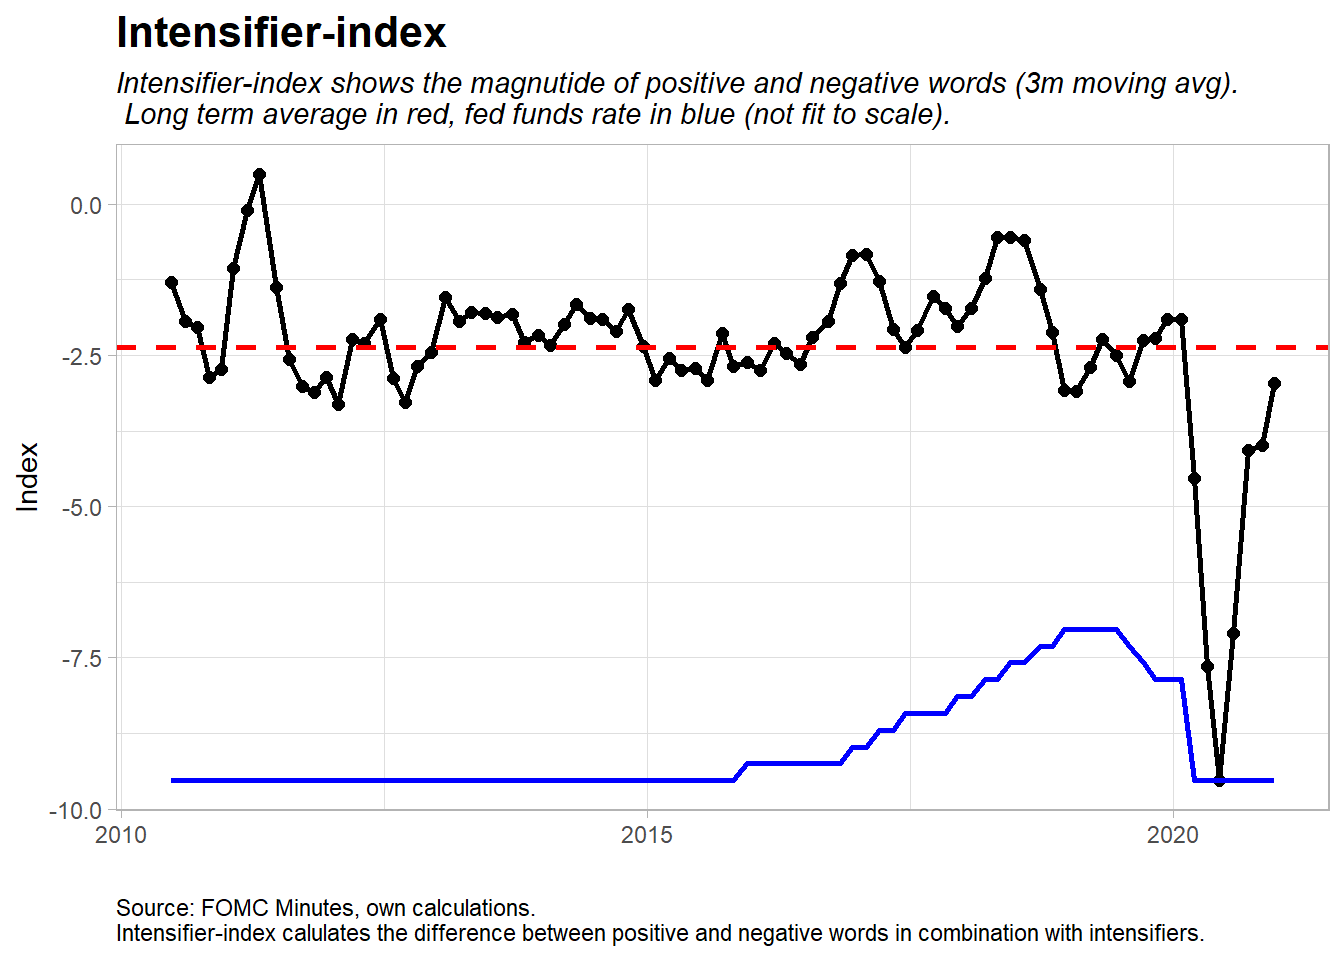 Intensifier-index
Intensifier-index shows the magnutide of positive and negative words (3m moving avg).
Long term average in red, fed funds rate in blue (not fit to scale).
0.0
-2.5
-5.0
-7.5
-10.0
Index
2010 2015 2020
Source: FOMC Minutes, own calculations.
Intensifier-index calulates the difference between positive and negative words in combination with intensifiers.